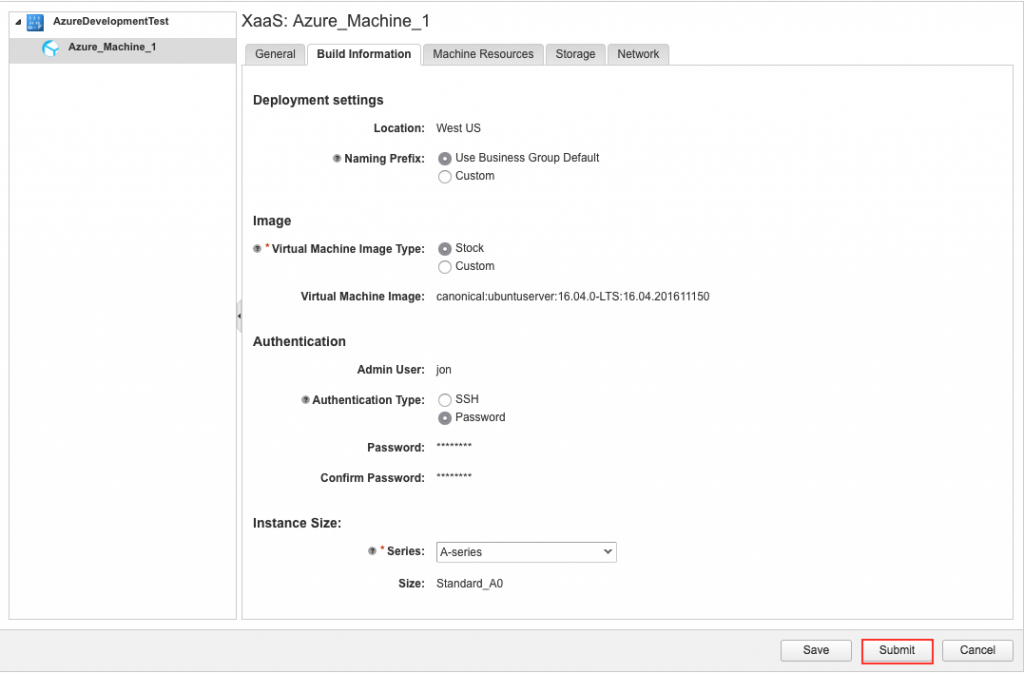 AzureDevelopmentTest
Azure_Machine_1
XaaS: Azure_Machine_1
General Build Information Machine Resources Storage Network
Deployment settings
Location: West US
Naming Prefix: Use Business Group Default
Custom
Image
* Virtual Machine Image Type: Stock
Custom
Virtual Machine Image: canonical:ubuntuserver:16.04.0-LTS:16.04.201611150
Authentication
Admin User: jon
Authentication Type: SSH
Password
Password: ********
Confirm Password: ********
Instance Size:
* Series: A-series
Size: Standard_A0
Save Submit Cancel